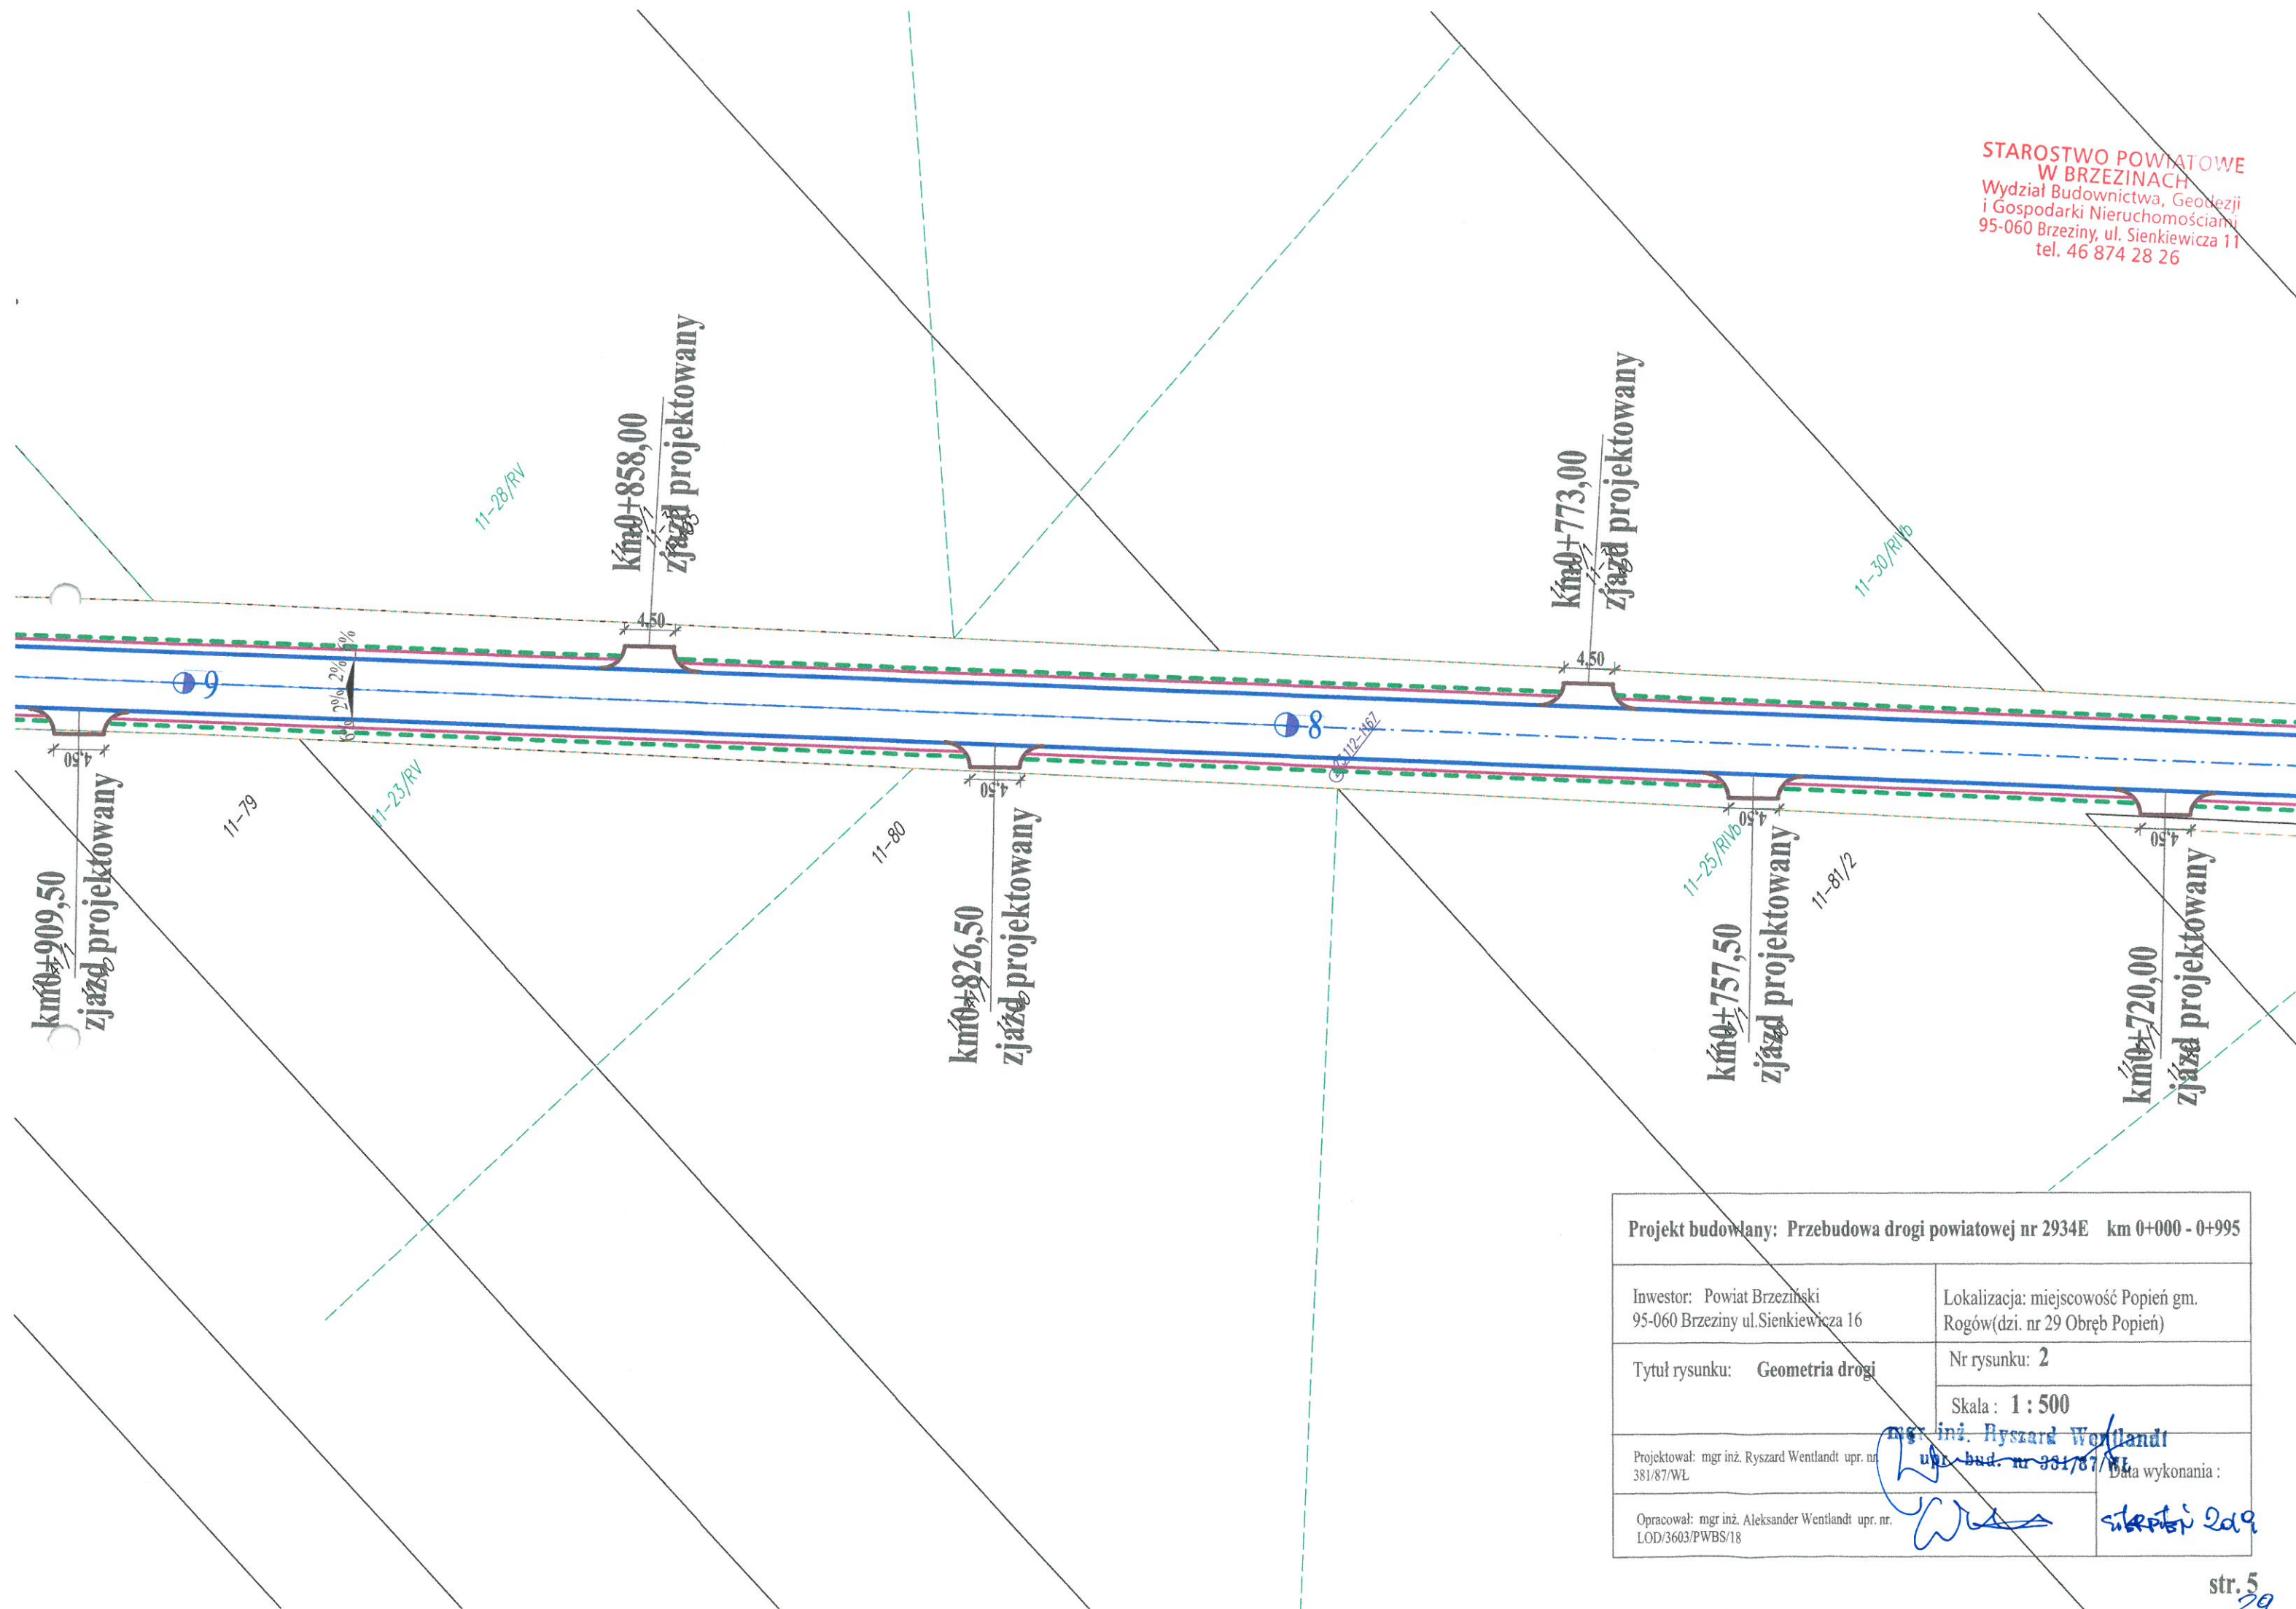 STAROSTWO POWIATOWE
W BRZEZINACH
Wydział Budownictwa, Geodezji
i Gospodarki Nieruchomościami
95-060 Brzeziny, ul. Sienkiewicza 11
tel. 46 874 28 26
11-28/RV
km0+858,00
zjazd projektowany
4,50
km0+773,00
zjazd projektowany
4,50
11-30/RIVb
2%
2%
9
8
4,50
km0+909,50
zjazd projektowany
11-79
11-23/RV
11-80
4,50
km0+826,50
zjazd projektowany
4,50
11-25/RIVb
km0+757,50
zjazd projektowany
11-81/2
4,50
km0+720,00
zjazd projektowany
Projekt budowlany: Przebudowa drogi powiatowej nr 2934E km 0+000 - 0+995
Inwestor: Powiat Brzeziński
95-060 Brzeziny ul.Sienkiewicza 16
Lokalizacja: miejscowość Popień gm.
Rogów(dzi. nr 29 Obręb Popień)
Tytuł rysunku: Geometria drogi
Nr rysunku: 2
Skala : 1 : 500
mgr inż. Ryszard Wentlandt
upr. bud. nr 381/87/WŁ
Projektował: mgr inż. Ryszard Wentlandt upr. nr
381/87/WŁ
Data wykonania :
sierpień 2019
Opracował: mgr inż. Aleksander Wentlandt upr. nr.
LOD/3603/PWBS/18
str. 5